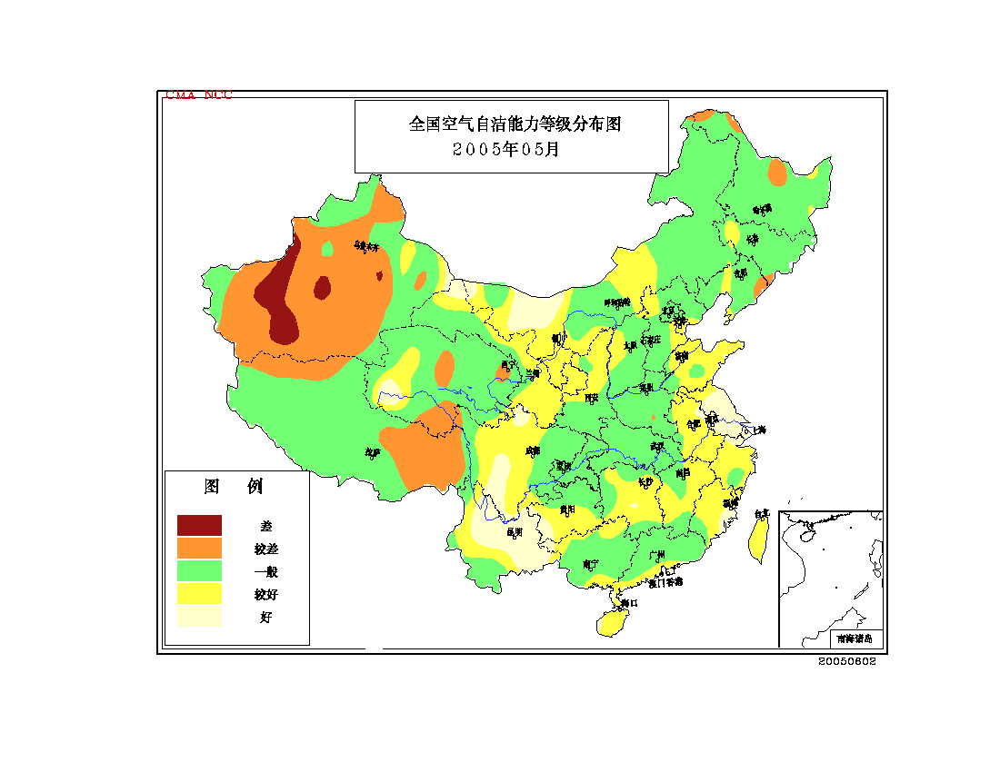 CMA NCC
全国空气自洁能力等级分布图
2005年05月
哈尔滨
乌鲁木齐
长春
沈阳
呼和浩特
北京
天津
银川
太原
石家庄
西宁
兰州
济南
西安
郑州
合肥
南京
上海
拉萨
成都
武汉
重庆
南昌
长沙
贵阳
福州
台北
昆明
广州
南宁
澳门 香港
海口
图 例
差
较差
一般
较好
好
南海诸岛
20050602